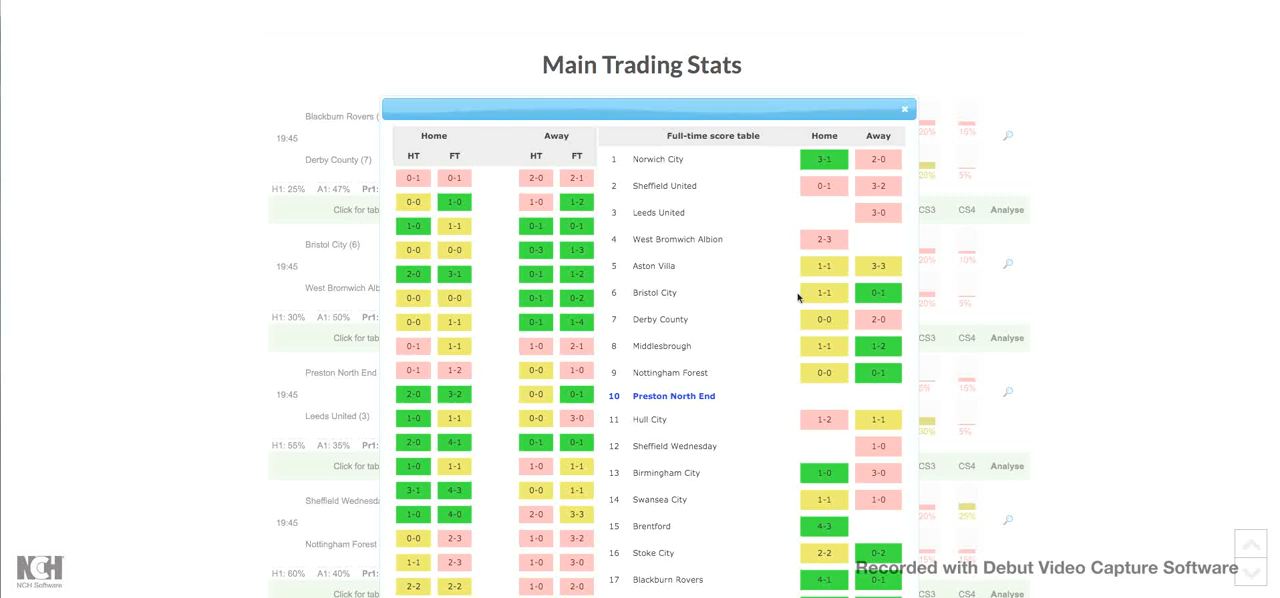 Main Trading Stats
Blackburn Rovers (
19:45
Derby County (7)
H1: 25% A1: 47% Pr1:
Click for tab
Bristol City (6)
19:45
West Bromwich Alb
H1: 30% A1: 50% Pr1:
Click for tab
Preston North End
19:45
Leeds United (3)
H1: 55% A1: 35% Pr1:
Click for tab
Sheffield Wednesda
19:45
Nottingham Forest
H1: 60% A1: 40% Pr1:
Click for tab
Home Away
HT FT HT FT
0-1 0-1 2-0 2-1
0-0 1-0 1-0 1-2
1-0 1-1 0-1 0-1
0-0 0-0 0-3 1-3
2-0 3-1 0-1 1-2
0-0 0-0 0-1 0-2
0-0 1-1 0-1 1-4
0-1 1-1 1-0 2-1
0-1 1-2 0-0 1-0
2-0 3-2 0-0 0-1
1-0 1-1 0-0 3-0
2-0 4-1 0-1 0-1
1-0 1-1 1-0 1-1
3-1 4-3 0-0 1-1
1-0 4-0 2-0 3-3
0-0 2-3 1-0 3-2
1-1 2-3 1-0 3-0
2-2 2-2 1-0 2-0
Full-time score table Home Away
1 Norwich City 3-1 2-0
2 Sheffield United 0-1 3-2
3 Leeds United 3-0
4 West Bromwich Albion 2-3
5 Aston Villa 1-1 3-3
6 Bristol City 1-1 0-1
7 Derby County 0-0 2-0
8 Middlesbrough 1-1 1-2
9 Nottingham Forest 0-0 0-1
10 Preston North End
11 Hull City 1-2 1-1
12 Sheffield Wednesday 1-0
13 Birmingham City 1-0 3-0
14 Swansea City 1-1 1-0
15 Brentford 4-3
16 Stoke City 2-2 0-2
17 Blackburn Rovers 4-1 0-1
20% 15%
20% 5%
CS3 CS4 Analyse
20% 10%
20% 5%
CS3 CS4 Analyse
5% 15%
30% 5%
CS3 CS4 Analyse
20% 25%
15% 15%
CS3 CS4 Analyse
NCH
NCH Software
Recorded with Debut Video Capture Software